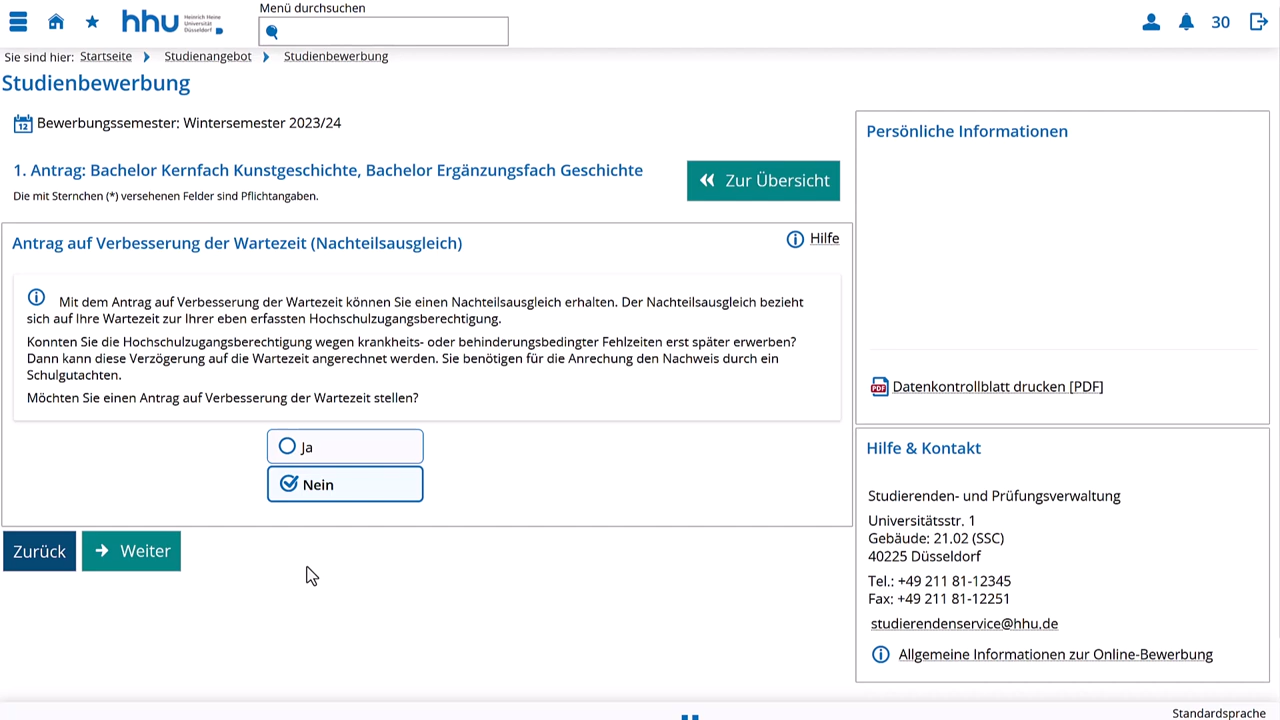 hhu Heinrich Heine
Universität
Düsseldorf
Menü durchsuchen
30
Sie sind hier: Startseite Studienangebot Studienbewerbung
Studienbewerbung
12 Bewerbungssemester: Wintersemester 2023/24
1. Antrag: Bachelor Kernfach Kunstgeschichte, Bachelor Ergänzungsfach Geschichte
Die mit Sternchen (*) versehenen Felder sind Pflichtangaben.
Zur Übersicht
Antrag auf Verbesserung der Wartezeit (Nachteilsausgleich)
Hilfe
Mit dem Antrag auf Verbesserung der Wartezeit können Sie einen Nachteilsausgleich erhalten. Der Nachteilsausgleich bezieht
sich auf Ihre Wartezeit zur Ihrer eben erfassten Hochschulzugangsberechtigung.
Konnten Sie die Hochschulzugangsberechtigung wegen krankheits- oder behinderungsbedingter Fehlzeiten erst später erwerben?
Dann kann diese Verzögerung auf die Wartezeit angerechnet werden. Sie benötigen für die Anrechung den Nachweis durch ein
Schulgutachten.
Möchten Sie einen Antrag auf Verbesserung der Wartezeit stellen?
Ja
Nein
Zurück
Weiter
Persönliche Informationen
PDF Datenkontrollblatt drucken [PDF]
Hilfe & Kontakt
Studierenden- und Prüfungsverwaltung
Universitätsstr. 1
Gebäude: 21.02 (SSC)
40225 Düsseldorf
Tel.: +49 211 81-12345
Fax: +49 211 81-12251
studierendenservice@hhu.de
Allgemeine Informationen zur Online-Bewerbung
Standardsprache